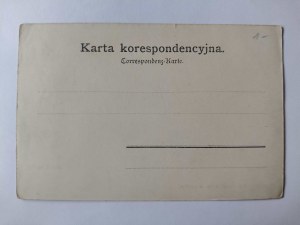 Karta korespondencyjna.
Correspondenz-Karte.